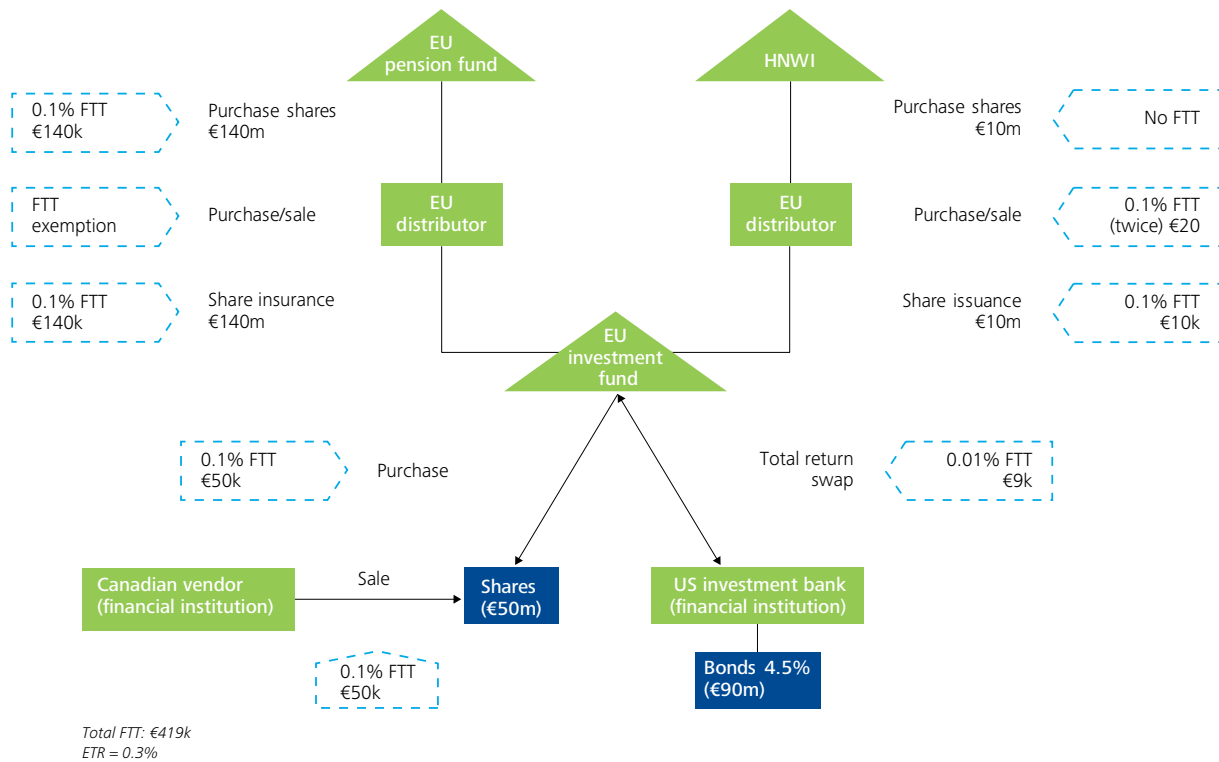 EU
pension fund
HNWI
0.1% FTT
€140k
Purchase shares
€140m
Purchase shares
€10m
No FTT
FTT
exemption
Purchase/sale
EU
distributor
EU
distributor
Purchase/sale
0.1% FTT
(twice) €20
0.1% FTT
€140k
Share insurance
€140m
Share issuance
€10m
0.1% FTT
€10k
EU
investment
fund
0.1% FTT
€50k
Purchase
Total return
swap
0.01% FTT
€9k
Canadian vendor
(financial institution)
Sale
Shares
(€50m)
US investment bank
(financial institution)
0.1% FTT
€50k
Bonds 4.5%
(€90m)
Total FTT: €419k
ETR = 0.3%